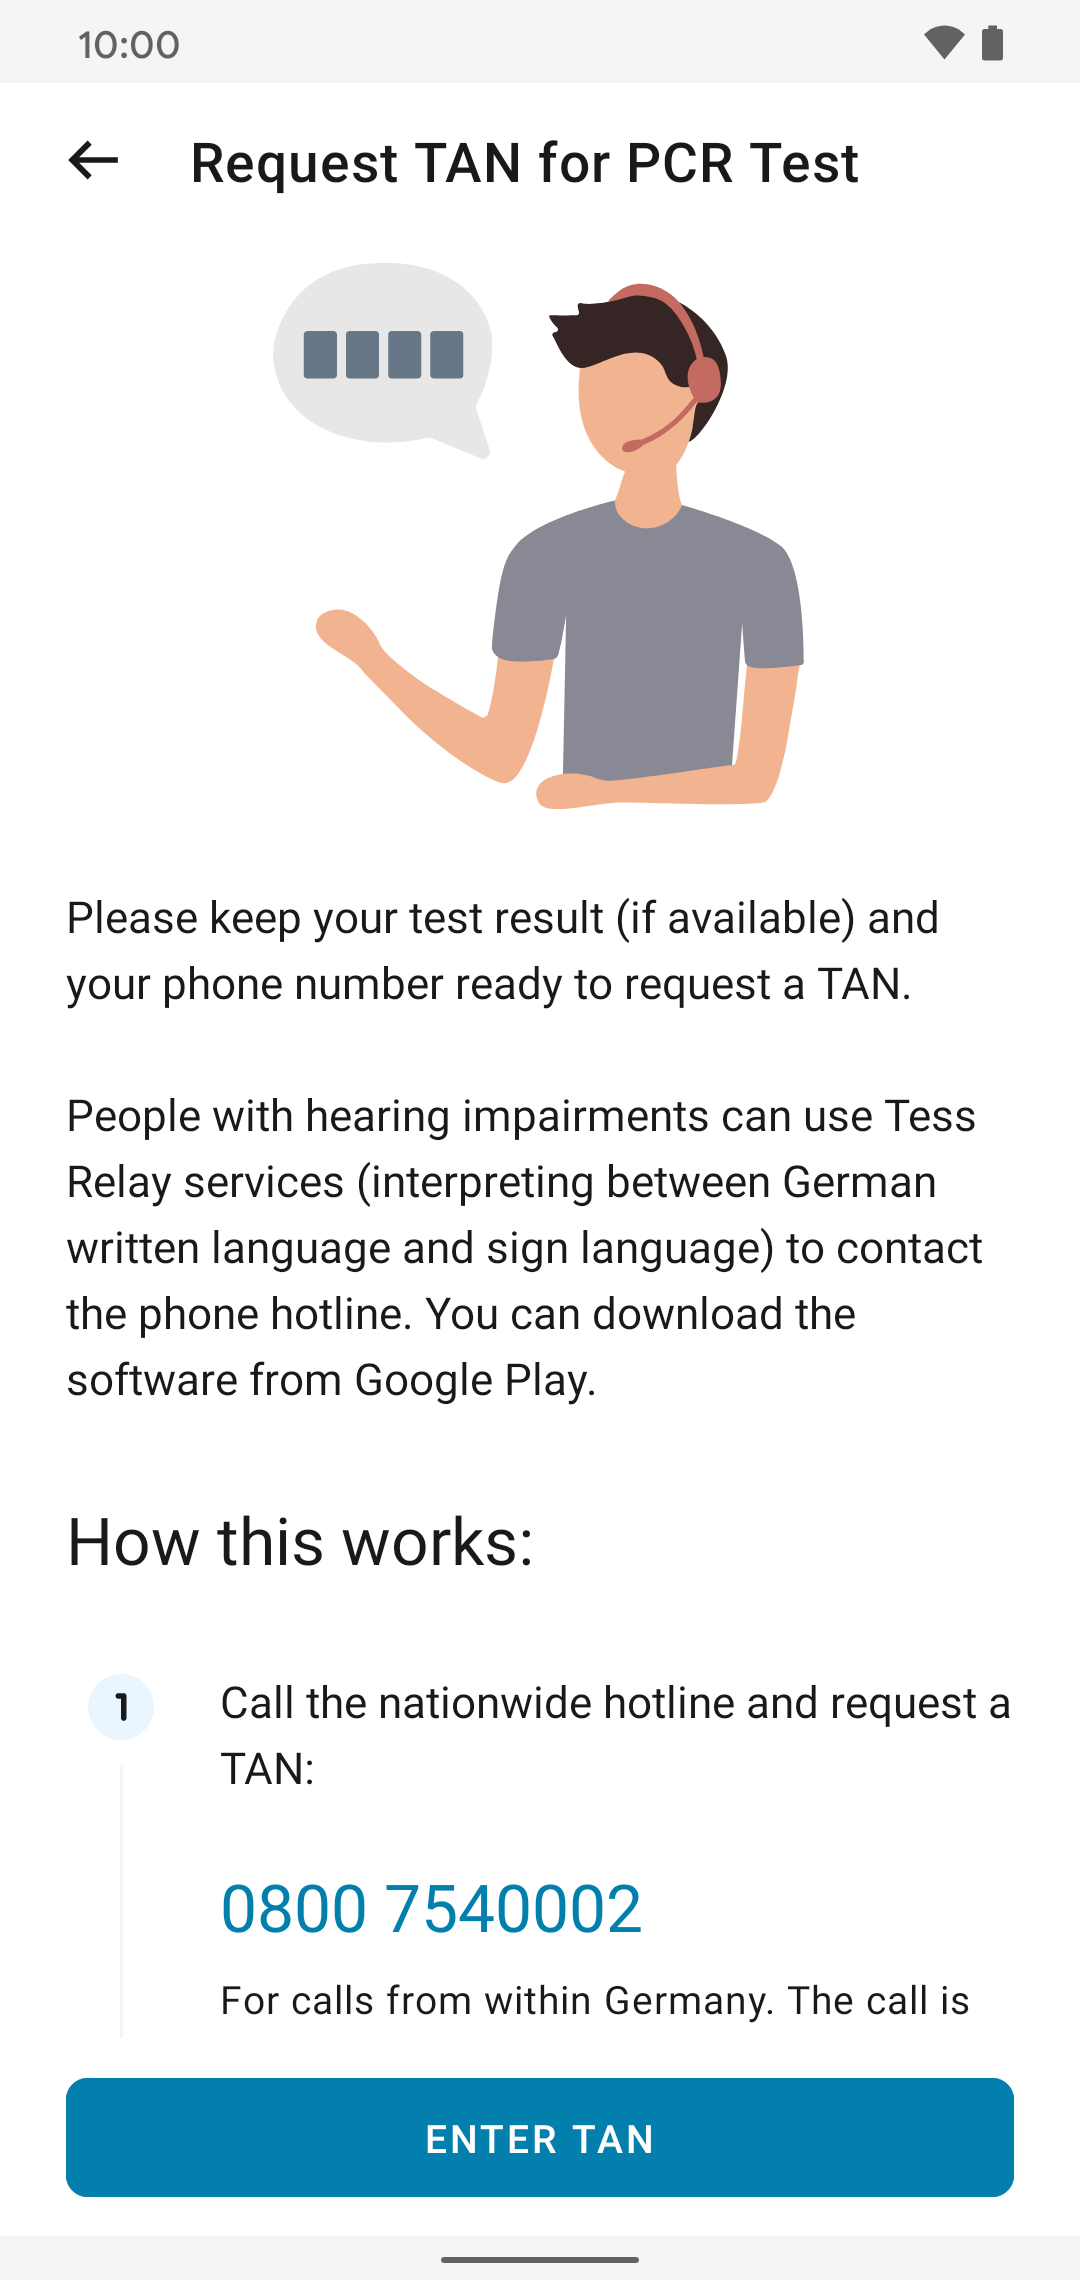 10:00
Request TAN for PCR Test
Please keep your test result (if available) and
your phone number ready to request a TAN.
People with hearing impairments can use Tess
Relay services (interpreting between German
written language and sign language) to contact
the phone hotline. You can download the
software from Google Play.
How this works:
1
Call the nationwide hotline and request a
TAN:
0800 7540002
For calls from within Germany. The call is
ENTER TAN